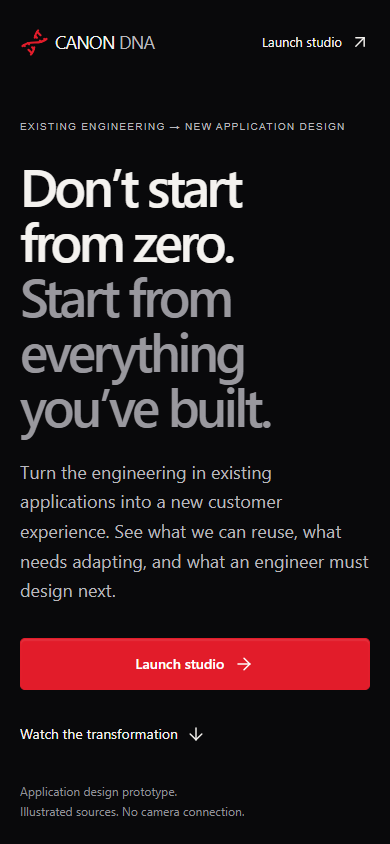 CANON DNA
Launch studio
EXISTING ENGINEERING → NEW APPLICATION DESIGN
Don’t start
from zero.
Start from
everything
you’ve built.
Turn the engineering in existing
applications into a new customer
experience. See what we can reuse, what
needs adapting, and what an engineer must
design next.
Launch studio →
Watch the transformation ↓
Application design prototype.
Illustrated sources. No camera connection.